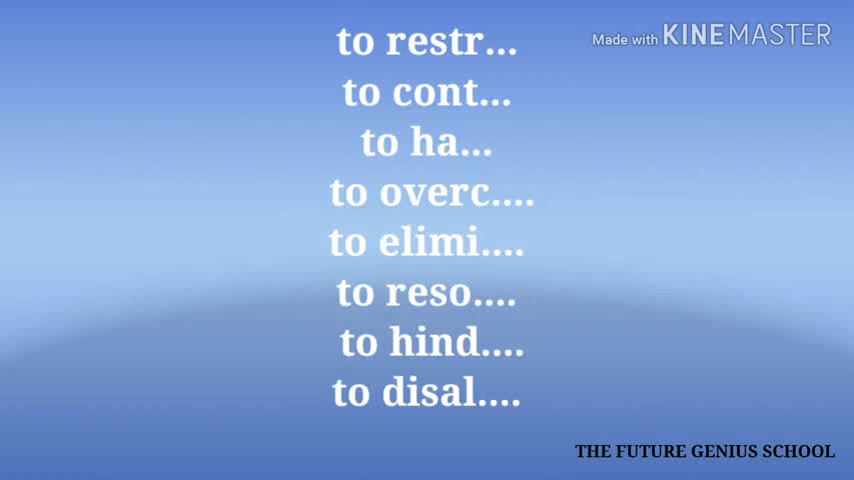 to restr...
Made with KINEMASTER
to cont...
to ha...
to overc....
to elimi....
to reso....
to hind....
to disal....
THE FUTURE GENIUS SCHOOL